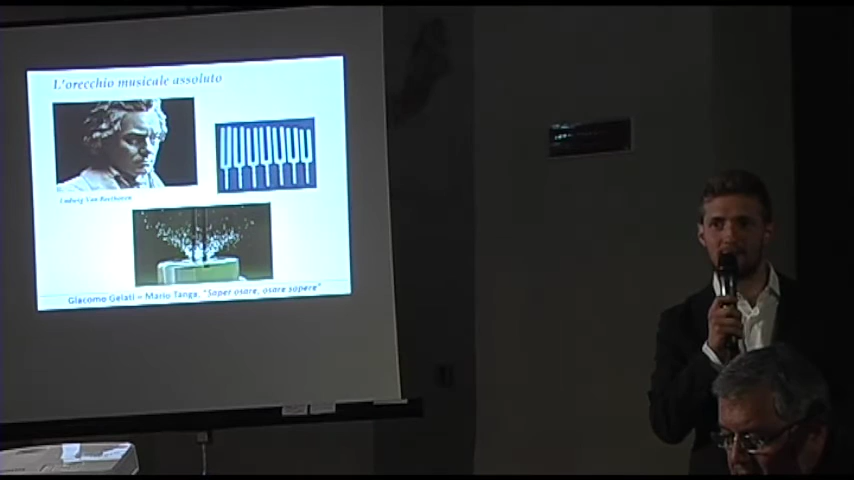 L'orecchio musicale assoluto
Ludwig Van Beethoven
Giacomo Gelati – Mario Tanga, "Saper osare, osare sapere"